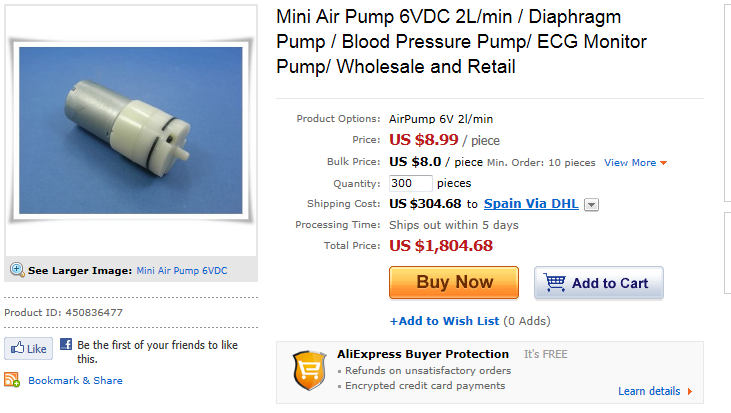 Mini Air Pump 6VDC 2L/min / Diaphragm
Pump / Blood Pressure Pump/ ECG Monitor
Pump/ Wholesale and Retail
Product Options: AirPump 6V 2l/min
Price: US $8.99 / piece
Bulk Price: US $8.0 / piece Min. Order: 10 pieces View More
Quantity: 300 pieces
Shipping Cost: US $304.68 to Spain Via DHL
Processing Time: Ships out within 5 days
Total Price: US $1,804.68
Buy Now Add to Cart
+Add to Wish List (0 Adds)
AliExpress Buyer Protection It's FREE
Refunds on unsatisfactory orders
Encrypted credit card payments
Learn details
See Larger Image: Mini Air Pump 6VDC
Product ID: 450836477
Like Be the first of your friends to like
this.
Bookmark & Share